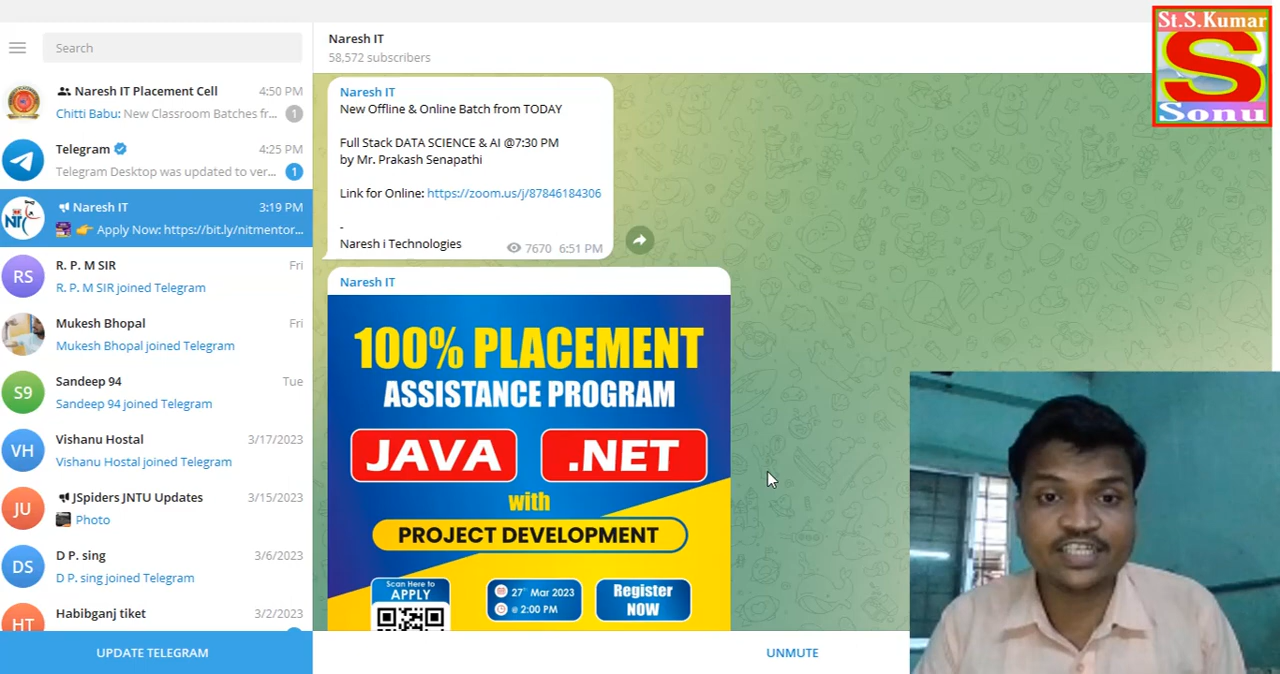 Search
Naresh IT Placement Cell 4:50 PM
Chitti Babu: New Classroom Batches fr... 1
Telegram 4:25 PM
Telegram Desktop was updated to ver... 1
Naresh IT 3:19 PM
Apply Now: https://bit.ly/nitmentor...
RS
R. P. M SIR Fri
R. P. M SIR joined Telegram
Mukesh Bhopal Fri
Mukesh Bhopal joined Telegram
S9
Sandeep 94 Tue
Sandeep 94 joined Telegram
VH
Vishanu Hostal 3/17/2023
Vishanu Hostal joined Telegram
JU
JSpiders JNTU Updates 3/15/2023
Photo
DS
D P. sing 3/6/2023
D P. sing joined Telegram
HT
Habibganj tiket 3/2/2023
UPDATE TELEGRAM
Naresh IT
58,572 subscribers
Naresh IT
New Offline & Online Batch from TODAY
Full Stack DATA SCIENCE & AI @7:30 PM
by Mr. Prakash Senapathi
Link for Online: https://zoom.us/j/87846184306
-
Naresh i Technologies 7670 6:51 PM
Naresh IT
100% PLACEMENT
ASSISTANCE PROGRAM
JAVA .NET
with
PROJECT DEVELOPMENT
Scan Here to
APPLY
27th Mar 2023
@ 2:00 PM
Register
NOW
UNMUTE
St.S.Kumar
S
Sonu